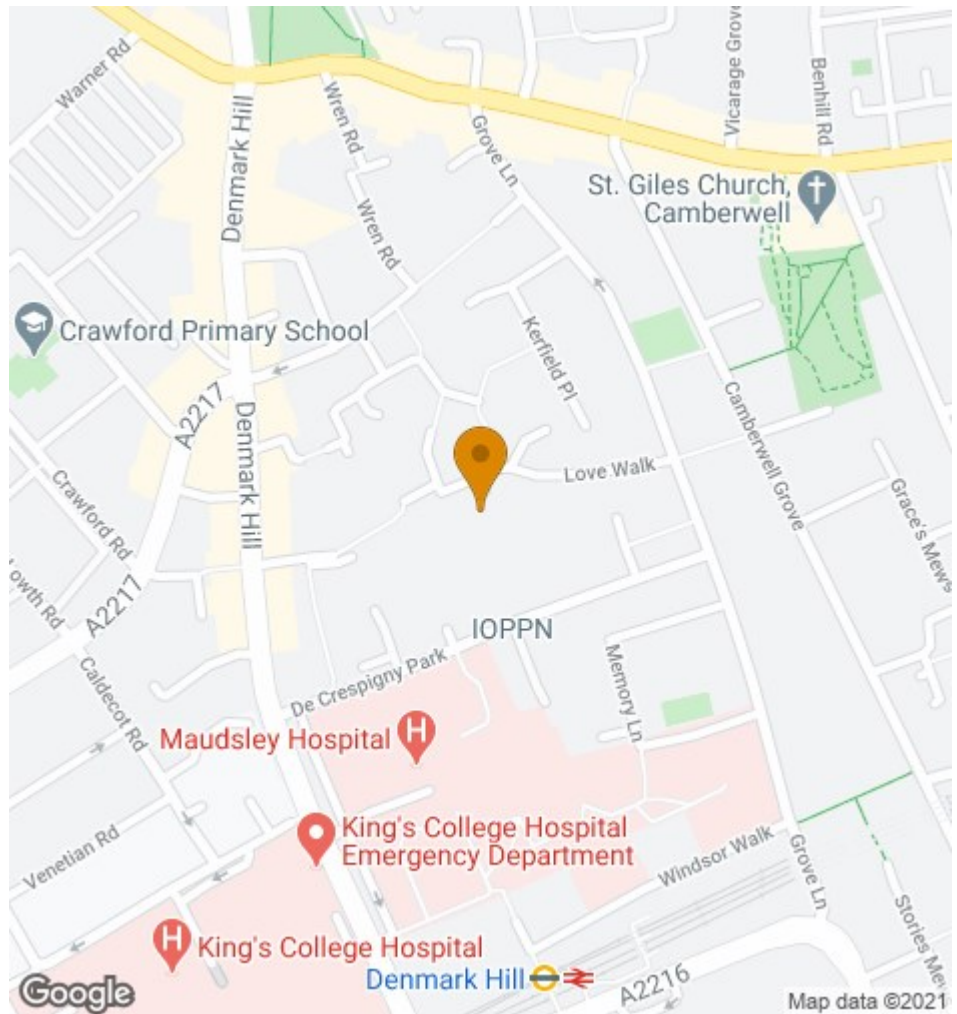 Warner Rd
Denmark Hill
Wren Rd
Grove Ln
Vicarage Grove
Benhill Rd
St. Giles Church,
Camberwell
Wren Rd
Crawford Primary School
Kerfield Pl
A2217
Denmark Hill
Camberwell Grove
Love Walk
Crawford Rd
Grace's Mews
Lowth Rd
A2217
IOPPN
De Crespigny Park
Memory Ln
Caldecot Rd
Maudsley Hospital
H
King's College Hospital
Emergency Department
Venetian Rd
Windsor Walk
Grove Ln
Stories Mew
H
King's College Hospital
Denmark Hill
A2216
Google
Map data ©2021